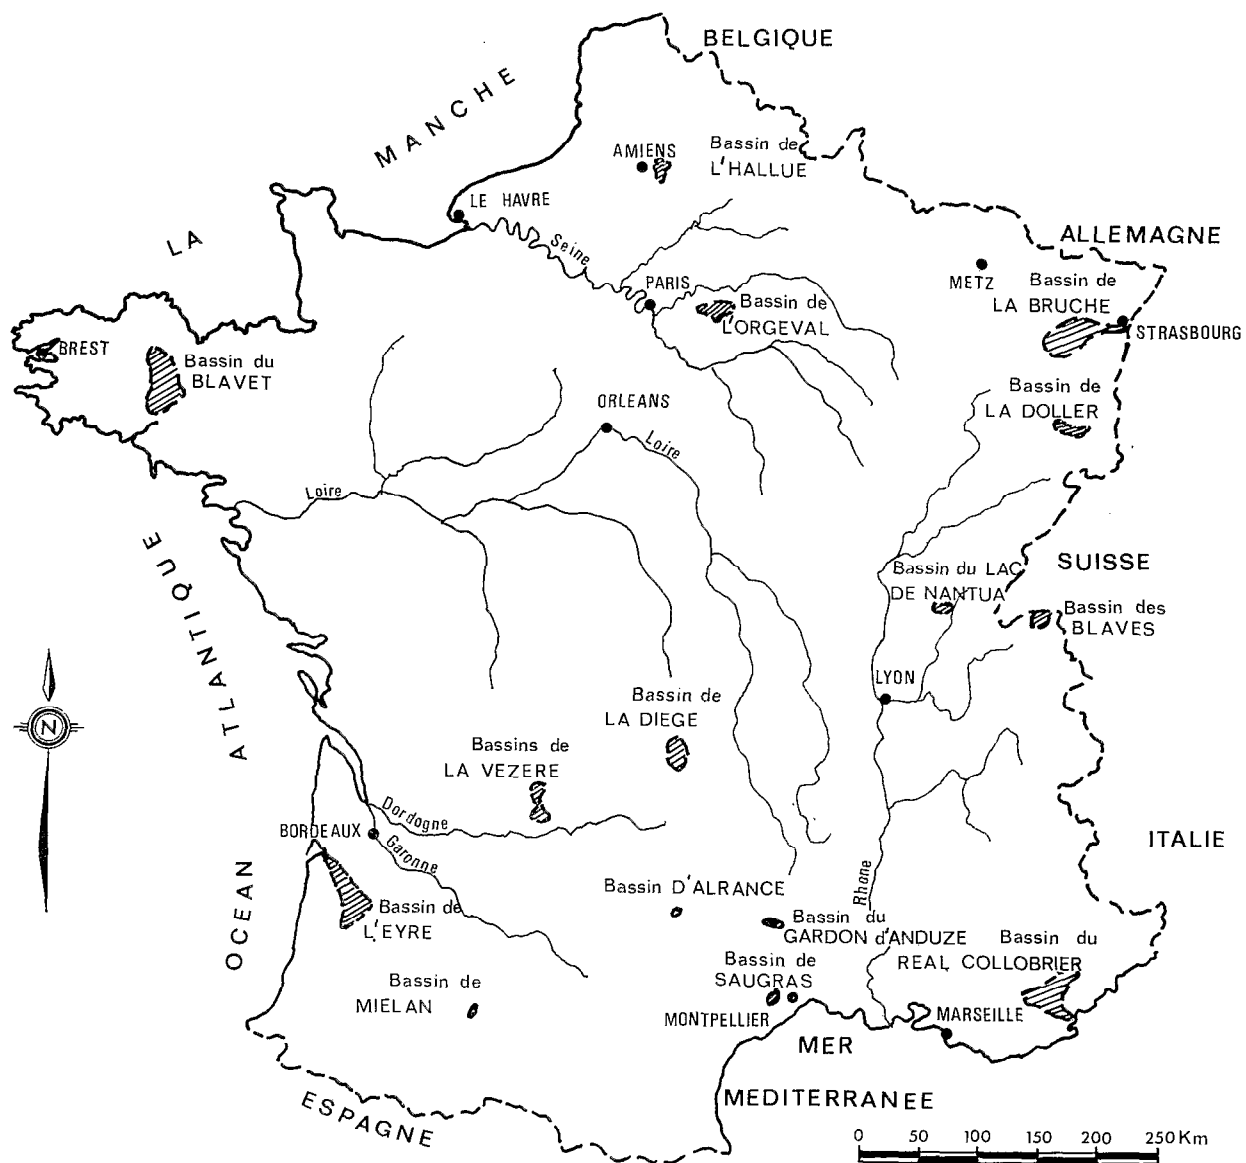 BELGIQUE
LA MANCHE
AMIENS
Bassin de
L'HALLUE
LE HAVRE
Seine
ALLEMAGNE
METZ
Bassin de
LA BRUCHE
STRASBOURG
PARIS
Bassin de
L'ORGEVAL
BREST
Bassin du
BLAVET
Bassin de
LA DOLLER
ORLEANS
Loire
Loire
OCEAN ATLANTIQUE
SUISSE
Bassin du LAC
DE NANTUA
Bassin des
BLAVES
N
LYON
Bassin de
LA DIEGE
Bassins de
LA VEZERE
Dordogne
BORDEAUX
Garonne
ITALIE
Rhone
Bassin D'ALRANCE
Bassin de
L'EYRE
Bassin du
GARDON d'ANDUZE
Bassin du
REAL COLLOBRIER
Bassin de
SAUGRAS
Bassin de
MIELAN
MONTPELLIER
MARSEILLE
MER
MEDITERRANEE
ESPAGNE
0 50 100 150 200 250 Km